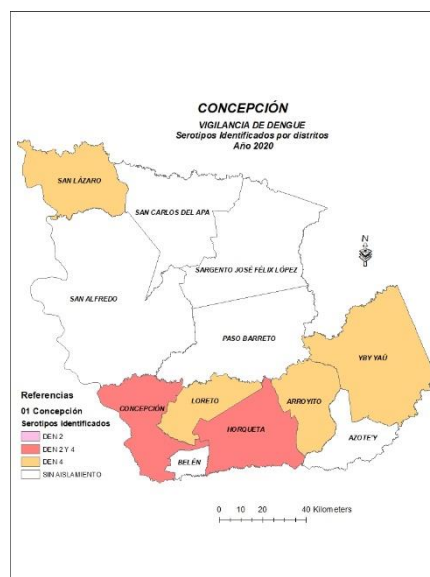 CONCEPCIÓN
VIGILANCIA DE DENGUE
Serotipos Identificados por distritos
Año 2020
SAN LÁZARO
SAN CARLOS DEL APA
N
SARGENTO JOSÉ FÉLIX LÓPEZ
SAN ALFREDO
PASO BARRETO
YBY YAÚ
CONCEPCIÓN
LORETO
ARROYITO
HORQUETA
AZOTE'Y
BELÉN
Referencias
01 Concepción
Serotipos Identificados
DEN 2
DEN 2 Y 4
DEN 4
SIN AISLAMIENTO
0 10 20 40 Kilometers